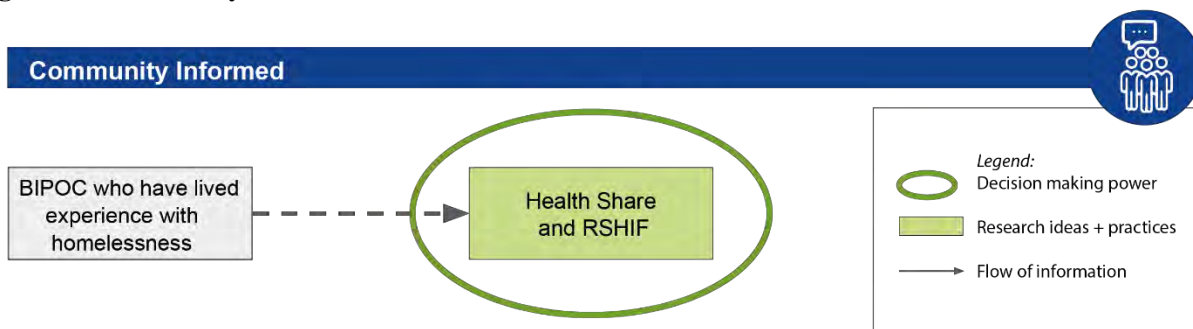 Community Informed
BIPOC who have lived
experience with
homelessness
Health Share
and RSHIF
Legend:
Decision making power
Research ideas + practices
Flow of information